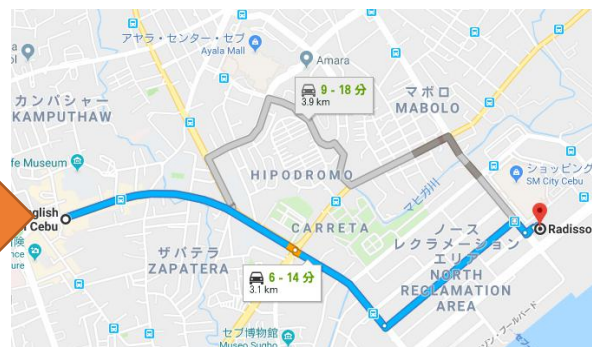 アヤラ・センター・セブ
Ayala Mall
Amara
カンパシャー
KAMPUTHAW
9 - 18 分
3.9 km
マボロ
MABOLO
fe Museum
HIPODROMO
ショッピング
SM City Cebu
マヒガ川
nglish
Cebu
CARRETA
Radisso
ザパテラ
ZAPATERA
ノース
レクラメーション
エリア
NORTH
RECLAMATION
AREA
6 - 14 分
3.1 km
セブ博物館
Museo Sugbo